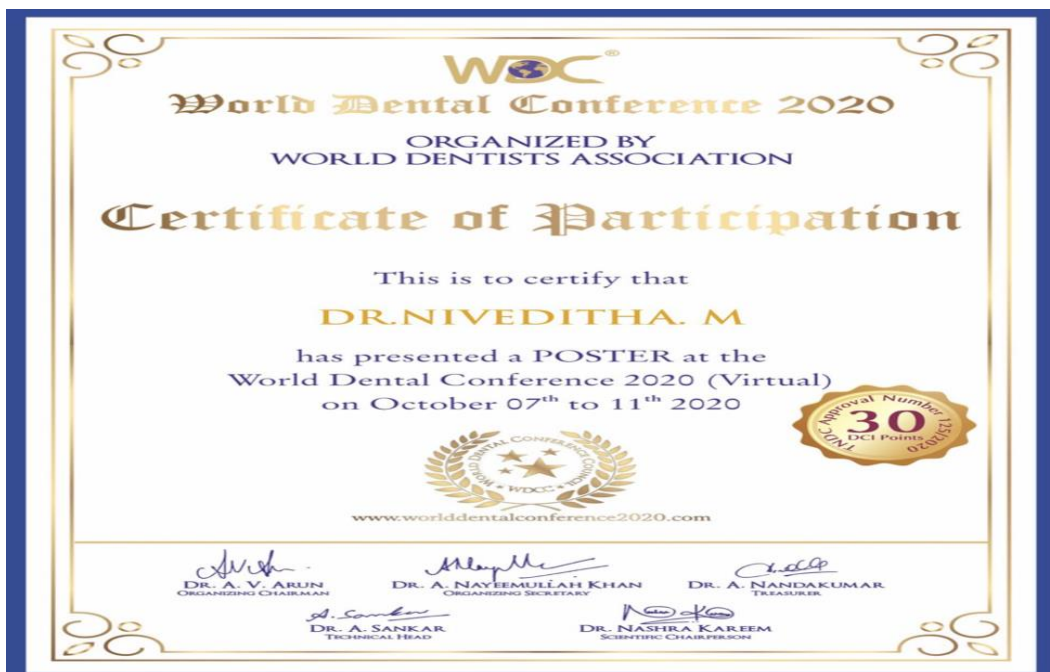 WDC®
World Dental Conference 2020
ORGANIZED BY
WORLD DENTISTS ASSOCIATION
Certificate of Participation
This is to certify that
DR.NIVEDITHA. M
has presented a POSTER at the
World Dental Conference 2020 (Virtual)
on October 07th to 11th 2020
TNDC Approval Number 125/2020
30
DCI Points
WORLD DENTAL CONFERENCE COUNCIL
WDCC
www.worlddentalconference2020.com
DR. A. V. ARUN
ORGANIZING CHAIRMAN
DR. A. NAYEEMULLAH KHAN
ORGANIZING SECRETARY
DR. A. NANDAKUMAR
TREASURER
A. Sankar
DR. A. SANKAR
TECHNICAL HEAD
DR. NASHRA KAREEM
SCIENTIFIC CHAIRPERSON